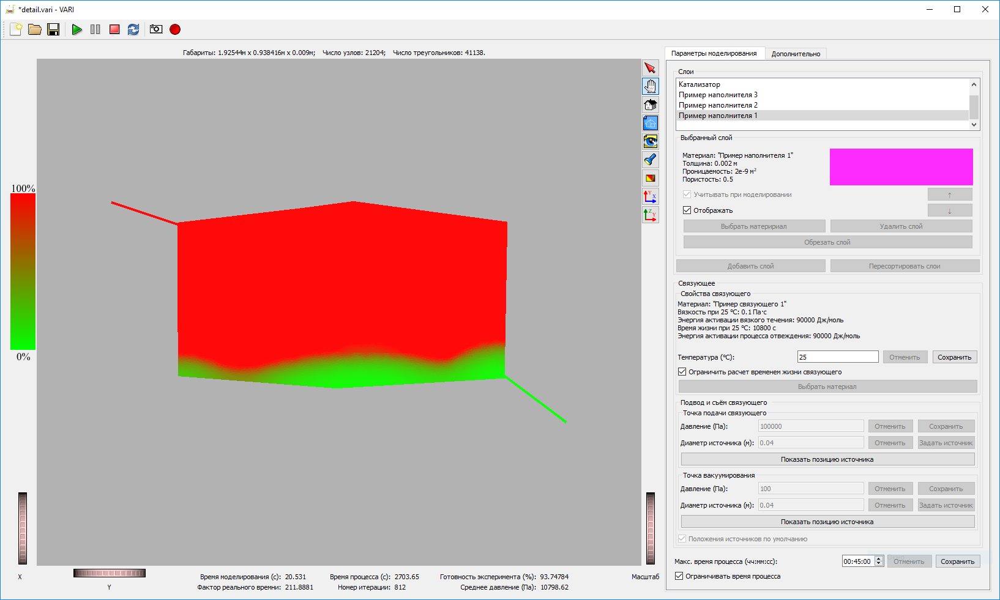 *detail.vari - VARI
Габариты: 1.92544м x 0.938416м x 0.009м; Число узлов: 21204; Число треугольников: 41138.
100%
0%
X
Y
Масштаб
Время моделирования (с): 20.531 Время процесса (с): 2703.65 Готовность эксперимента (%): 93.74784
Фактор реального времни: 211.8881 Номер итерации: 812 Среднее давление (Па): 10798.62
Параметры моделирования Дополнительно
Слои
Катализатор
Пример наполнителя 3
Пример наполнителя 2
Пример наполнителя 1
Выбранный слой
Материал: "Пример наполнителя 1"
Толщина: 0.002 м
Проницаемость: 2e-9 м²
Пористость: 0.5
Учитывать при моделировании ↑
Отображать ↓
Выбрать материриал Удалить слой
Обрезать слой
Добавить слой Пересортировать слои
Связующее
Свойства связующего
Материал: "Пример связующего 1"
Вязкость при 25 °C: 0.1 Па·с
Энергия активации вязкого течения: 90000 Дж/моль
Время жизни при 25 °C: 10800 с
Энергия активации процесса отвеждения: 90000 Дж/моль
Температура (°C): 25 Отменить Сохранить
Ограничить расчет временем жизни связующего
Выбрать материал
Подвод и съём связующего
Точка подачи связующего
Давление (Па): 100000 Отменить Сохранить
Диаметр источника (м): 0.04 Отменить Задать источник
Показать позицию источника
Точка вакуумирования
Давление (Па): 100 Отменить Сохранить
Диаметр источника (м): 0.04 Отменить Задать источник
Показать позицию источника
Положения источников по умолчанию
Макс. время процесса (чч:мм:сс): 00:45:00 Отменить Сохранить
Ограничивать время процесса